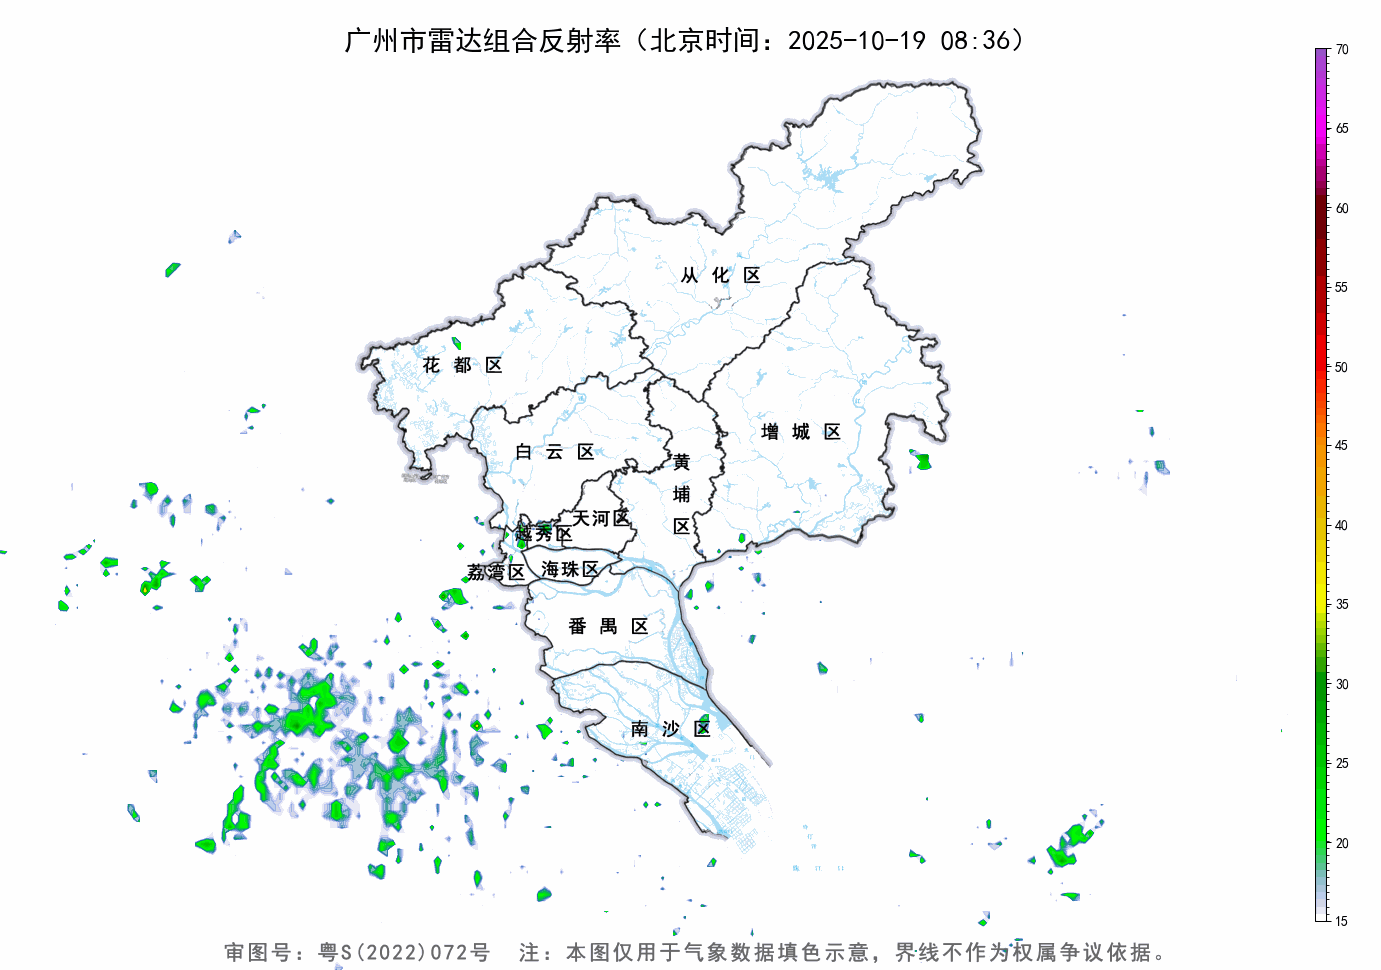 广州市雷达组合反射率（北京时间：2025-10-19 08:36）
70
65
60
55
50
45
40
35
30
25
20
15
从化区
花都区
增城区
白云区
黄埔区
天河区
越秀区
荔湾区
海珠区
番禺区
南沙区
审图号：粤S(2022)072号 注：本图仅用于气象数据填色示意，界线不作为权属争议依据。